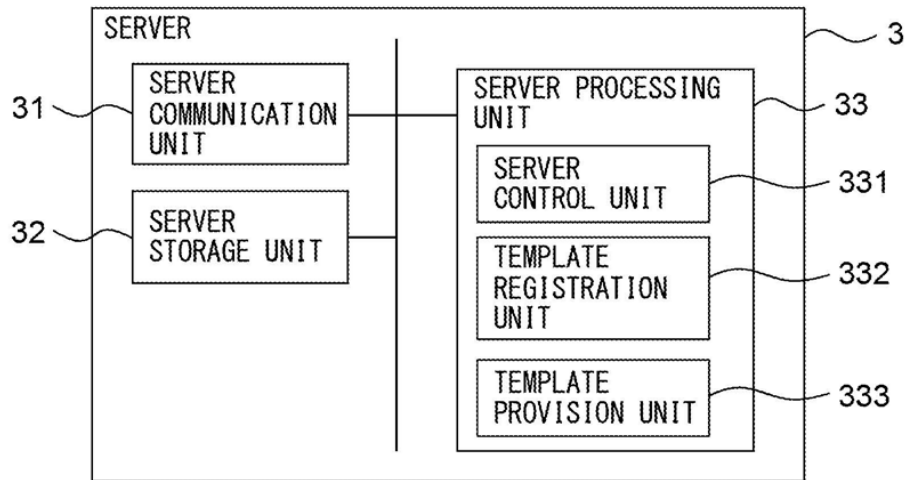 SERVER
3
31
SERVER
COMMUNICATION
UNIT
32
SERVER
STORAGE UNIT
SERVER PROCESSING
UNIT
33
SERVER
CONTROL UNIT
331
TEMPLATE
REGISTRATION
UNIT
332
TEMPLATE
PROVISION UNIT
333